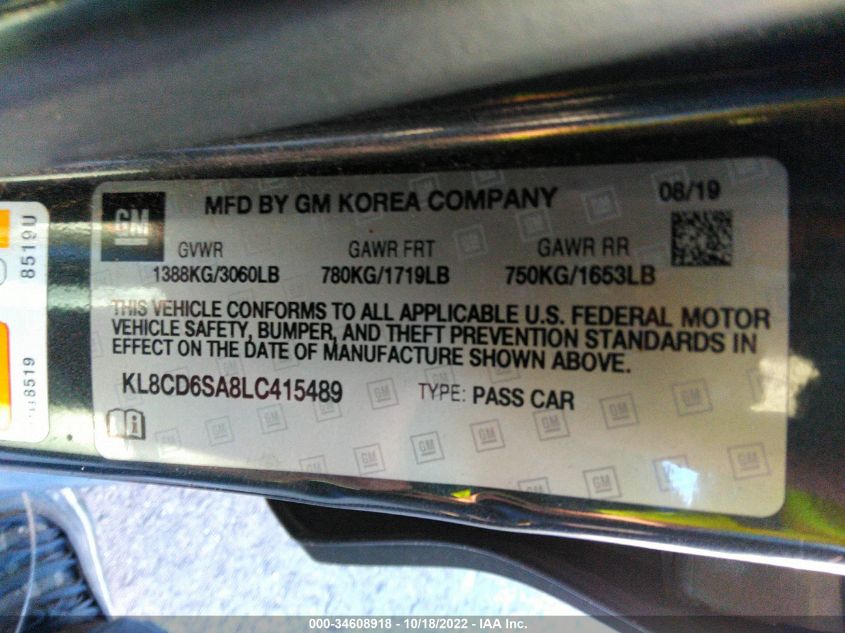 GM
MFD BY GM KOREA COMPANY
08/19
GVWR GAWR FRT GAWR RR
1388KG/3060LB 780KG/1719LB 750KG/1653LB
THIS VEHICLE CONFORMS TO ALL APPLICABLE U.S. FEDERAL MOTOR
VEHICLE SAFETY, BUMPER, AND THEFT PREVENTION STANDARDS IN
EFFECT ON THE DATE OF MANUFACTURE SHOWN ABOVE.
KL8CD6SA8LC415489 TYPE: PASS CAR
8519U
8519
000-34608918 - 10/18/2022 - IAA Inc.